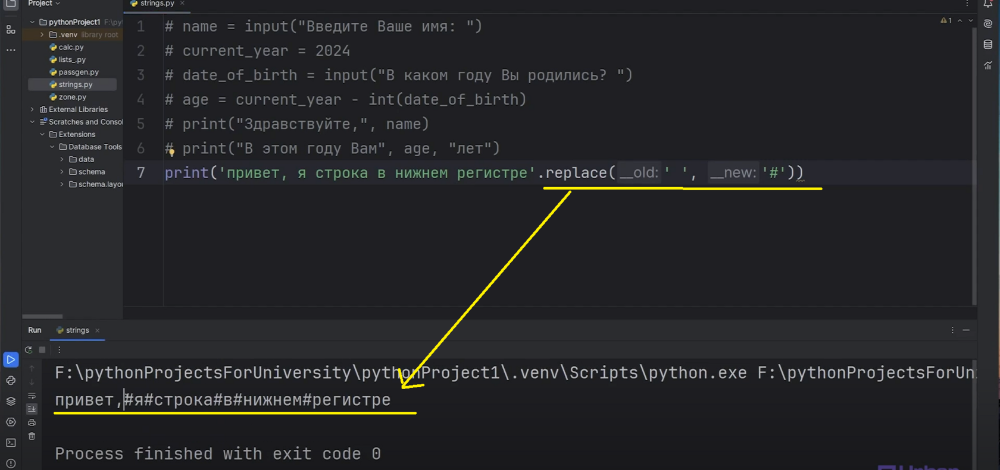 Project
strings.py
pythonProject1 F:\pyt
.venv library root
calc.py
lists_.py
passgen.py
strings.py
zone.py
External Libraries
Scratches and Consol
Extensions
Database Tools
data
schema
schema.layou
1
1 # name = input("Введите Ваше имя: ")
2 # current_year = 2024
3 # date_of_birth = input("В каком году Вы родились? ")
4 # age = current_year - int(date_of_birth)
5 # print("Здравствуйте,", name)
6 # print("В этом году Вам", age, "лет")
7 print('привет, я строка в нижнем регистре'.replace(__old:' ', __new:'#'))
Run strings
F:\pythonProjectsForUniversity\pythonProject1\.venv\Scripts\python.exe F:\pythonProjectsForUni
привет,#я#строка#в#нижнем#регистре
Process finished with exit code 0